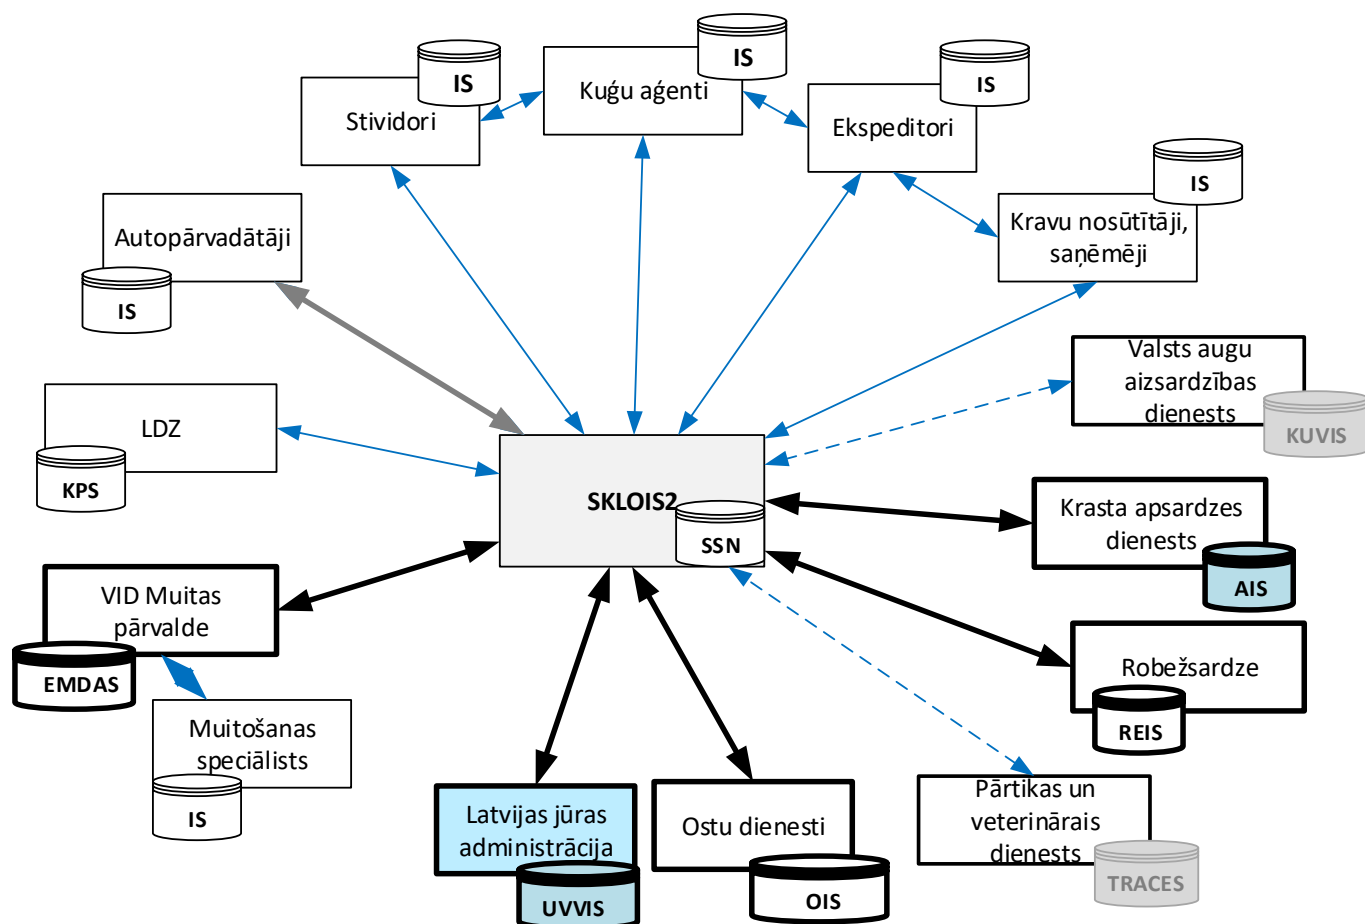 IS
IS
IS
Kuģu aģenti
Stividori
Ekspeditori
IS
Autopārvadātāji
Kravu nosūtītāji,
saņēmēji
IS
Valsts augu
aizsardzības
dienests
KUVIS
LDZ
KPS
SKLOIS2
SSN
Krasta apsardzes
dienests
AIS
VID Muitas
pārvalde
EMDAS
Robežsardze
REIS
Muitošanas
speciālists
IS
Latvijas jūras
administrācija
UVVIS
Ostu dienesti
OIS
Pārtikas un
veterinārais
dienests
TRACES